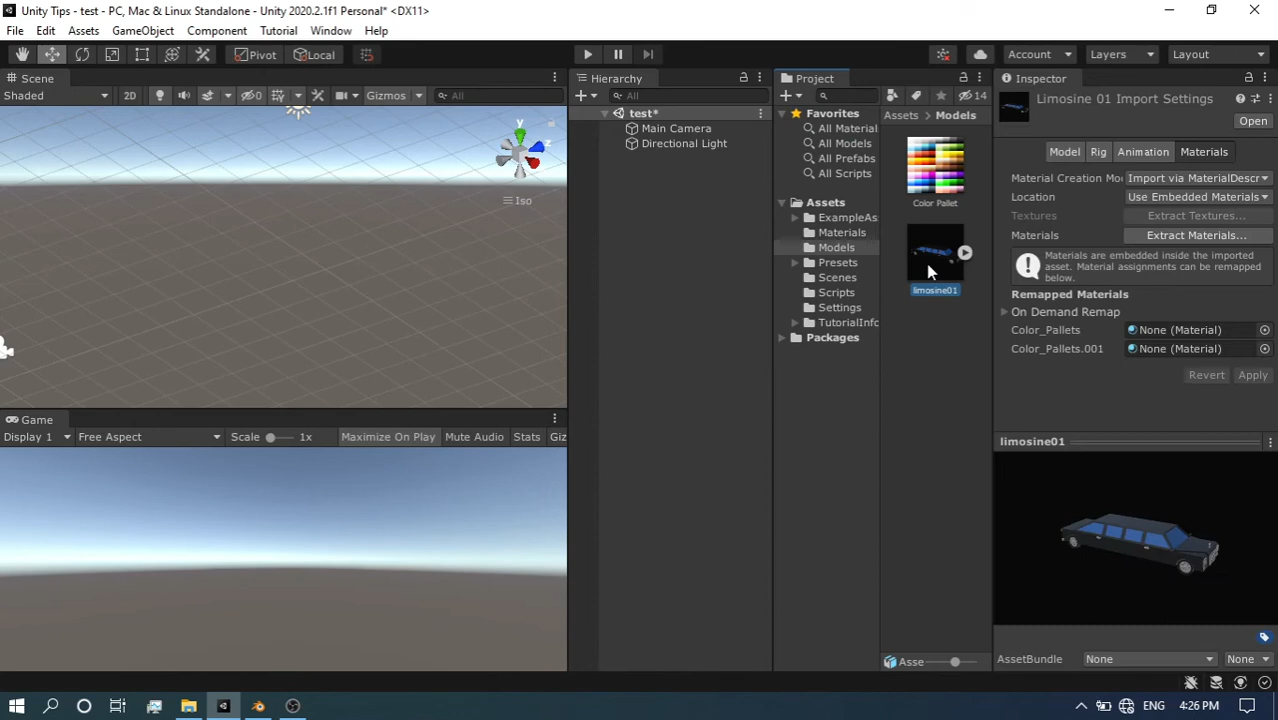 Unity Tips - test - PC, Mac & Linux Standalone - Unity 2020.2.1f1 Personal* <DX11>
File Edit Assets GameObject Component Tutorial Window Help
Pivot Local Account Layers Layout
Scene
Shaded 2D 0 Gizmos All
y
z
Iso
Game
Display 1 Free Aspect Scale 1x Maximize On Play Mute Audio Stats Giz
Hierarchy
All
test*
Main Camera
Directional Light
Project
14
Favorites
All Material
All Models
All Prefabs
All Scripts
Assets
ExampleAs
Materials
Models
Presets
Scenes
Scripts
Settings
TutorialInfo
Packages
Assets Models
Color Pallet
limosine01
Asse
Inspector
Limosine 01 Import Settings
Open
Model Rig Animation Materials
Material Creation Mod Import via MaterialDescr
Location Use Embedded Materials
Textures Extract Textures...
Materials Extract Materials...
Materials are embedded inside the imported
asset. Material assignments can be remapped
below.
Remapped Materials
On Demand Remap
Color_Pallets None (Material)
Color_Pallets.001 None (Material)
Revert Apply
limosine01
AssetBundle None None
ENG 4:26 PM